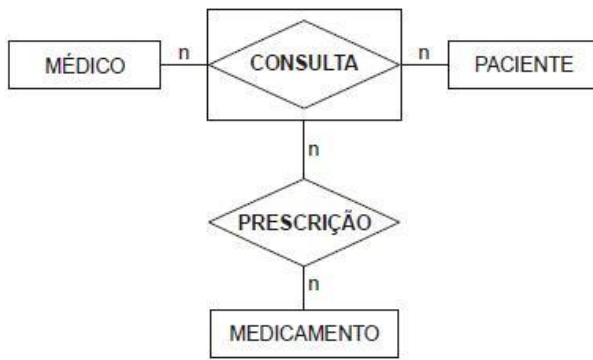 MÉDICO
n
CONSULTA
n
PACIENTE
n
PRESCRIÇÃO
n
MEDICAMENTO